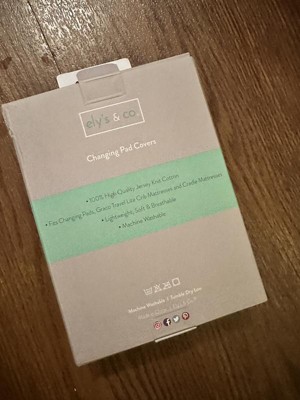 ely's & co.
Changing Pad Covers
• 100% High-Quality Jersey Knit Cotton
• Fits Changing Pads, Graco Travel Lite Crib Mattresses and Cradle Mattresses
• Lightweight, Soft & Breathable
• Machine Washable
Machine Washable / Tumble Dry Low